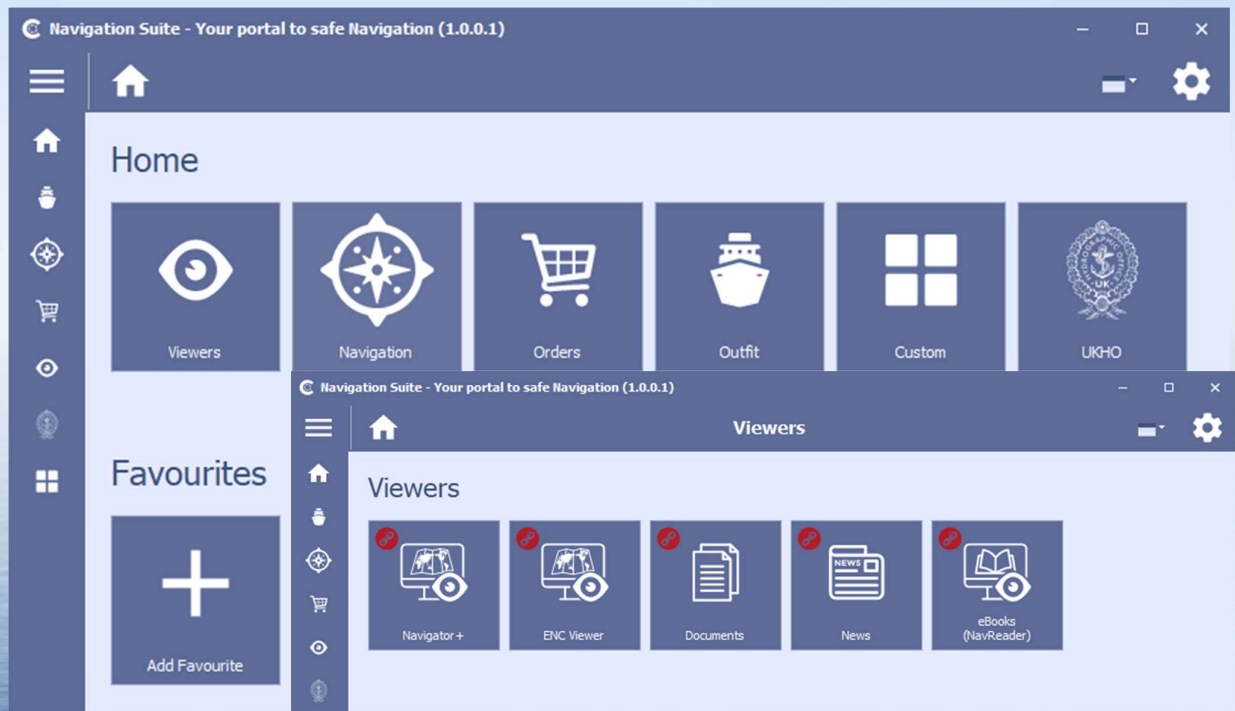 Navigation Suite - Your portal to safe Navigation (1.0.0.1)
Home
Viewers
Navigation
Orders
Outfit
Custom
UKHO
Favourites
Add Favourite
Navigation Suite - Your portal to safe Navigation (1.0.0.1)
Viewers
Viewers
Navigator+
ENC Viewer
Documents
NEWS
News
eBooks
(NavReader)